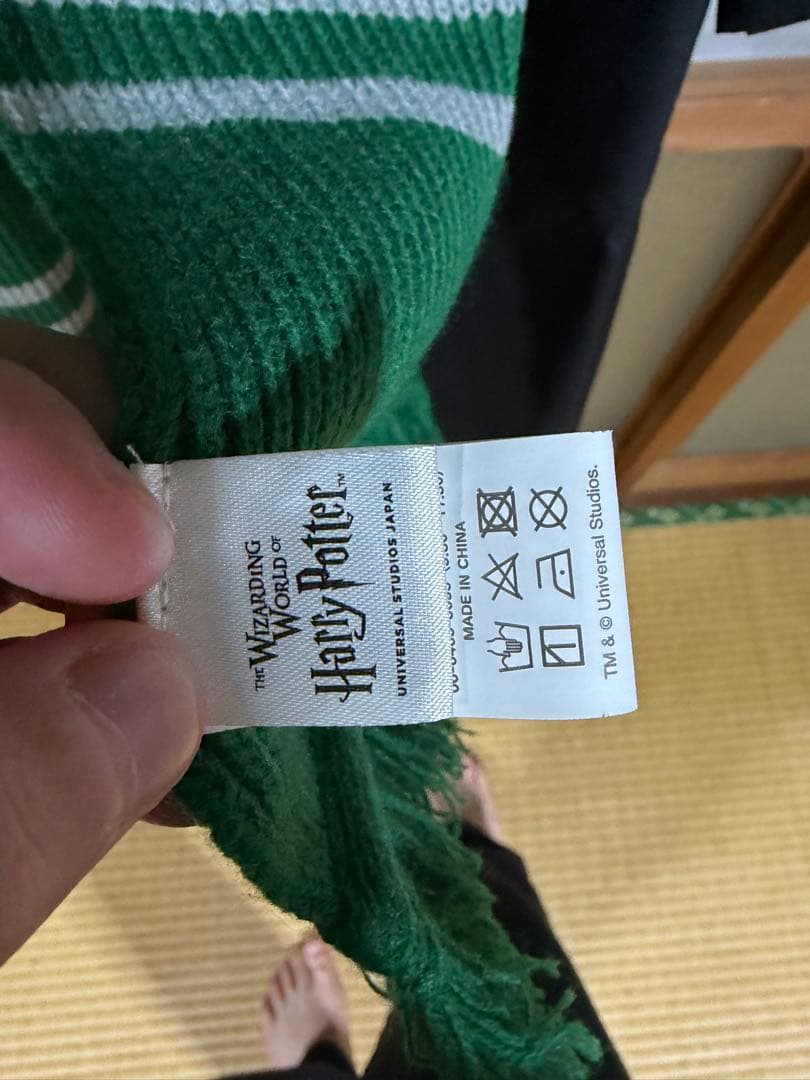 THE WIZARDING
WORLD OF
Harry Potter™
UNIVERSAL STUDIOS JAPAN
MADE IN CHINA
TM & © Universal Studios.